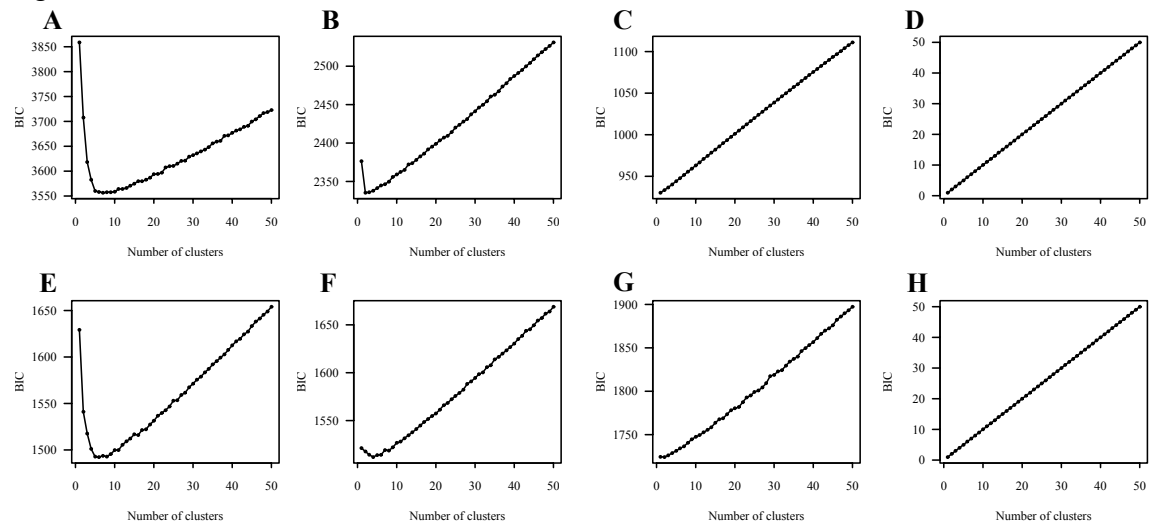 A
B
C
D
3850
3800
3750
3700
3650
3600
3550
BIC
0 10 20 30 40 50
Number of clusters
2500
2450
2400
2350
BIC
0 10 20 30 40 50
Number of clusters
1100
1050
1000
950
BIC
0 10 20 30 40 50
Number of clusters
50
40
30
20
10
0
BIC
0 10 20 30 40 50
Number of clusters
E
F
G
H
1650
1600
1550
1500
BIC
0 10 20 30 40 50
Number of clusters
1650
1600
1550
BIC
0 10 20 30 40 50
Number of clusters
1900
1850
1800
1750
BIC
0 10 20 30 40 50
Number of clusters
50
40
30
20
10
0
BIC
0 10 20 30 40 50
Number of clusters